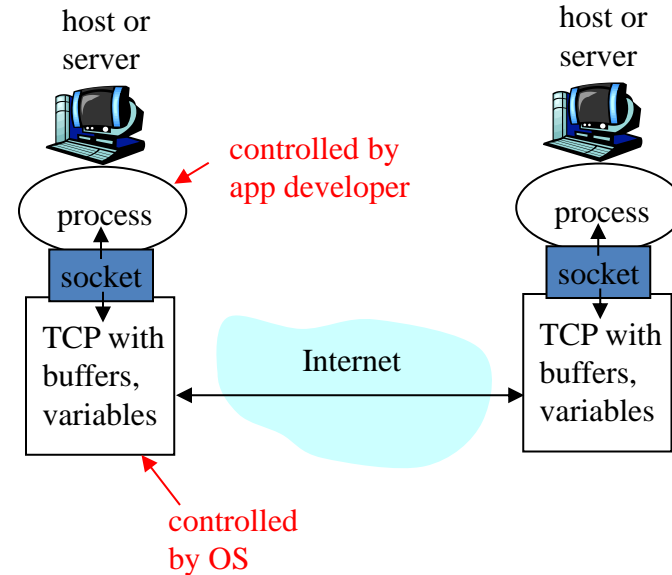 host or
server
host or
server
controlled by
app developer
process
process
socket
socket
TCP with
buffers,
variables
Internet
TCP with
buffers,
variables
controlled
by OS